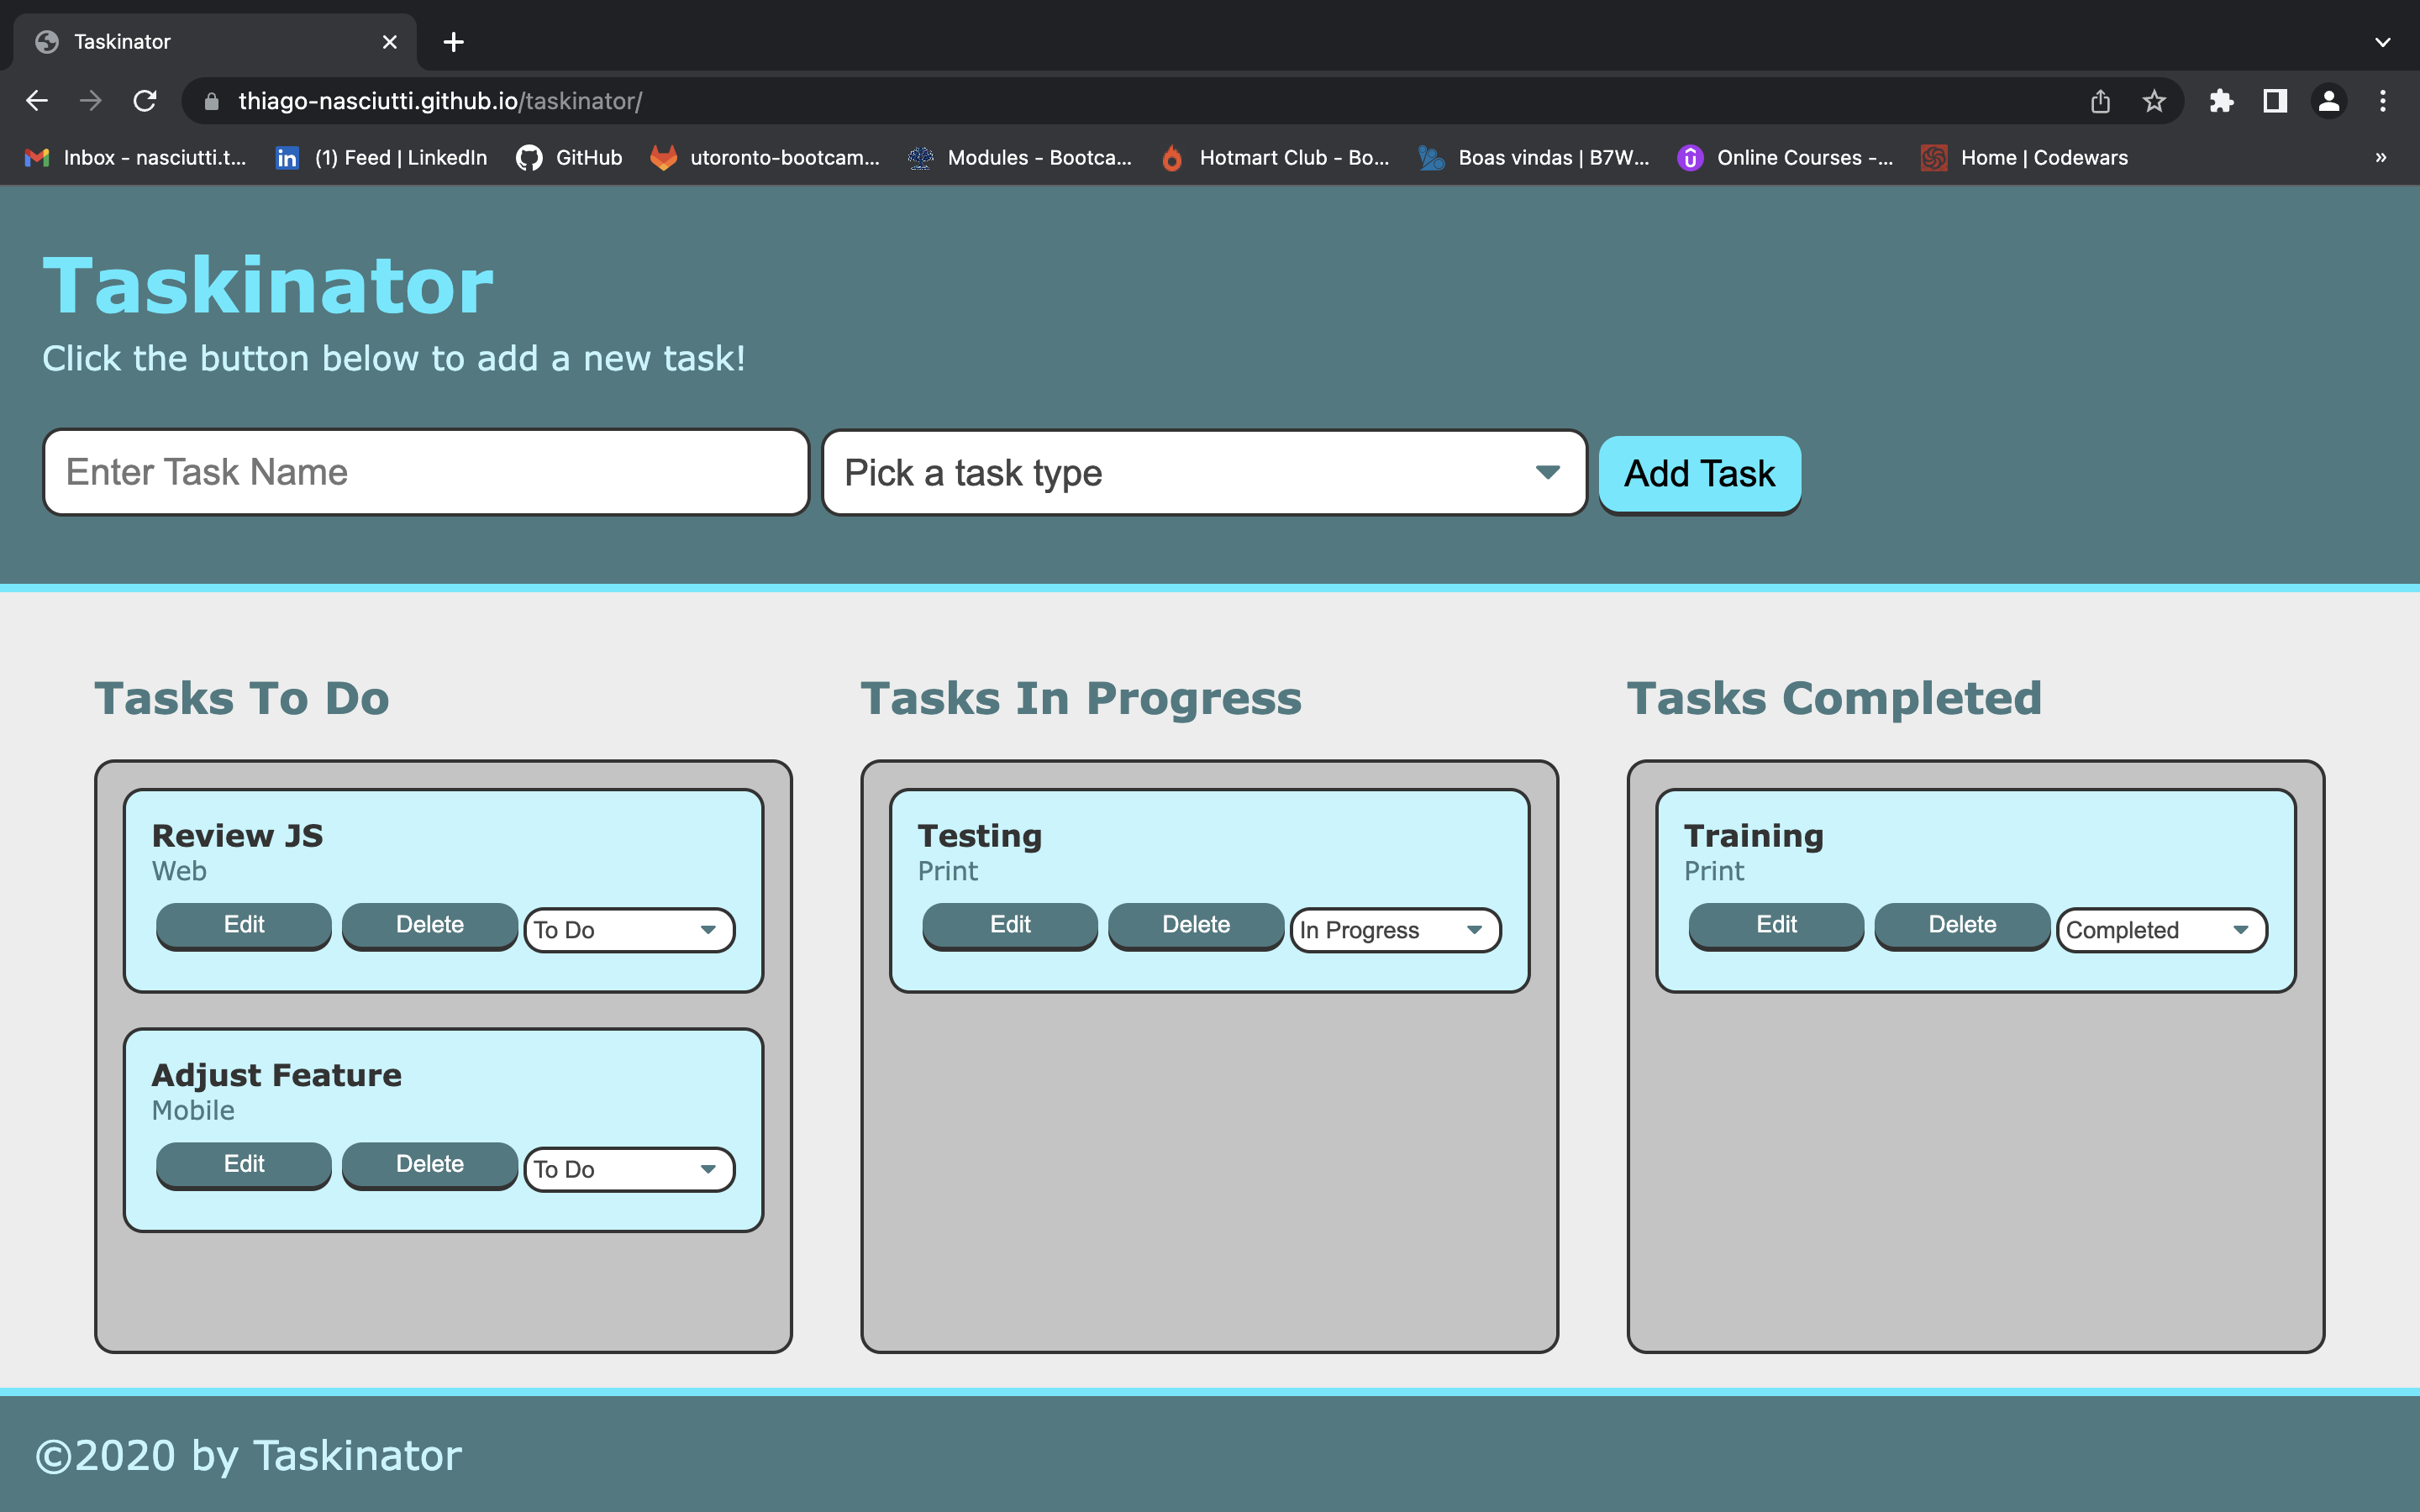 Taskinator
thiago-nasciutti.github.io/taskinator/
Inbox - nasciutti.t...
(1) Feed | LinkedIn
GitHub
utoronto-bootcam...
Modules - Bootca...
Hotmart Club - Bo...
Boas vindas | B7W...
Online Courses -...
Home | Codewars
»
Taskinator
Click the button below to add a new task!
Enter Task Name
Pick a task type
Add Task
Tasks To Do
Review JS
Web
Edit Delete To Do
Adjust Feature
Mobile
Edit Delete To Do
Tasks In Progress
Testing
Print
Edit Delete In Progress
Tasks Completed
Training
Print
Edit Delete Completed
©2020 by Taskinator